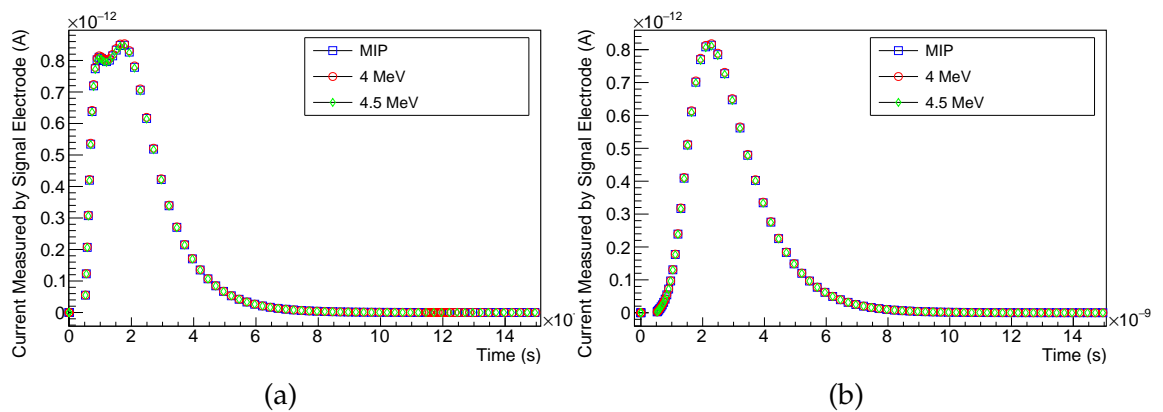 ×10⁻¹²
Current Measured by Signal Electrode (A)
0.8
0.7
0.6
0.5
0.4
0.3
0.2
0.1
0
MIP
4 MeV
4.5 MeV
0 2 4 6 8 10 12 14
×10
Time (s)
(a)
×10⁻¹²
Current Measured by Signal Electrode (A)
0.8
0.7
0.6
0.5
0.4
0.3
0.2
0.1
0
MIP
4 MeV
4.5 MeV
0 2 4 6 8 10 12 14
×10⁻⁹
Time (s)
(b)